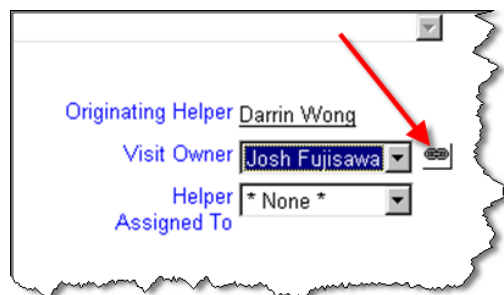 Originating Helper Darrin Wong
Visit Owner Josh Fujisawa
Helper * None *
Assigned To